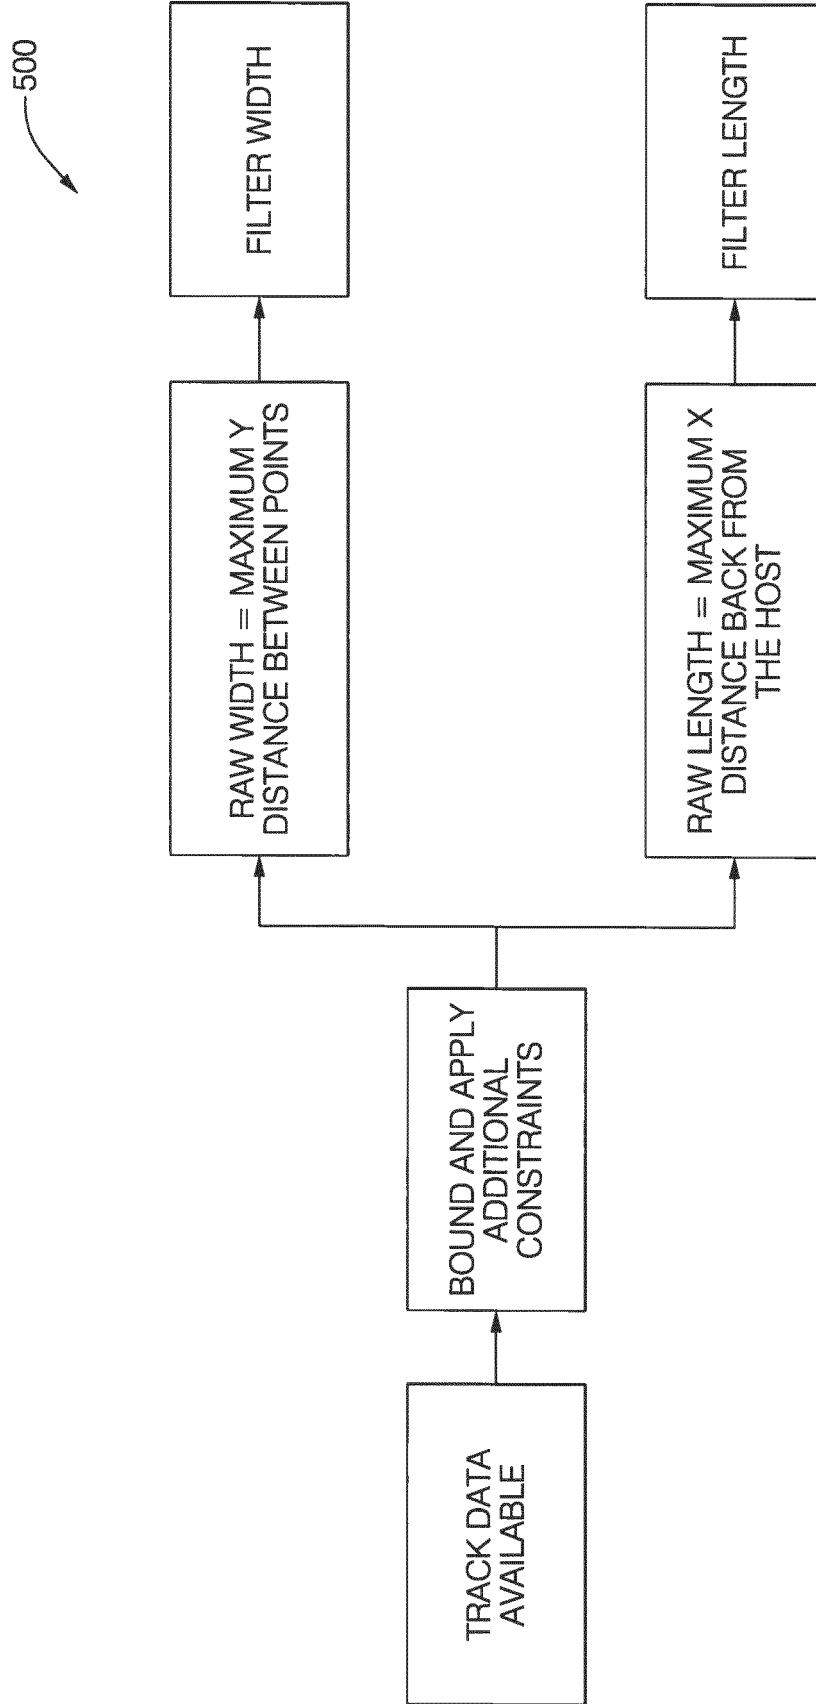 500
TRACK DATA
AVAILABLE
BOUND AND APPLY
ADDITIONAL
CONSTRAINTS
RAW WIDTH = MAXIMUM Y
DISTANCE BETWEEN POINTS
FILTER WIDTH
RAW LENGTH = MAXIMUM X
DISTANCE BACK FROM
THE HOST
FILTER LENGTH